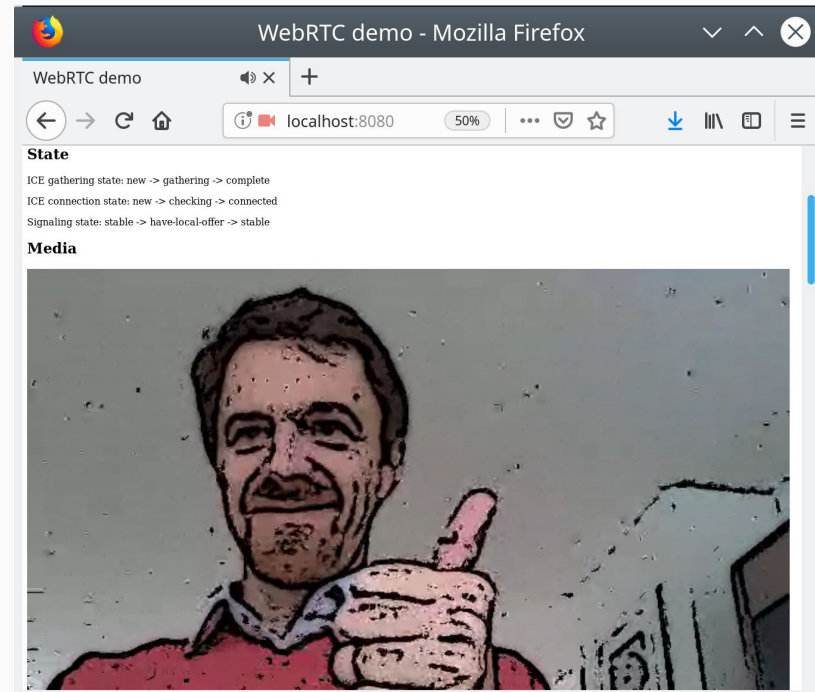 WebRTC demo - Mozilla Firefox
WebRTC demo
localhost:8080 50%
State
ICE gathering state: new -> gathering -> complete
ICE connection state: new -> checking -> connected
Signaling state: stable -> have-local-offer -> stable
Media